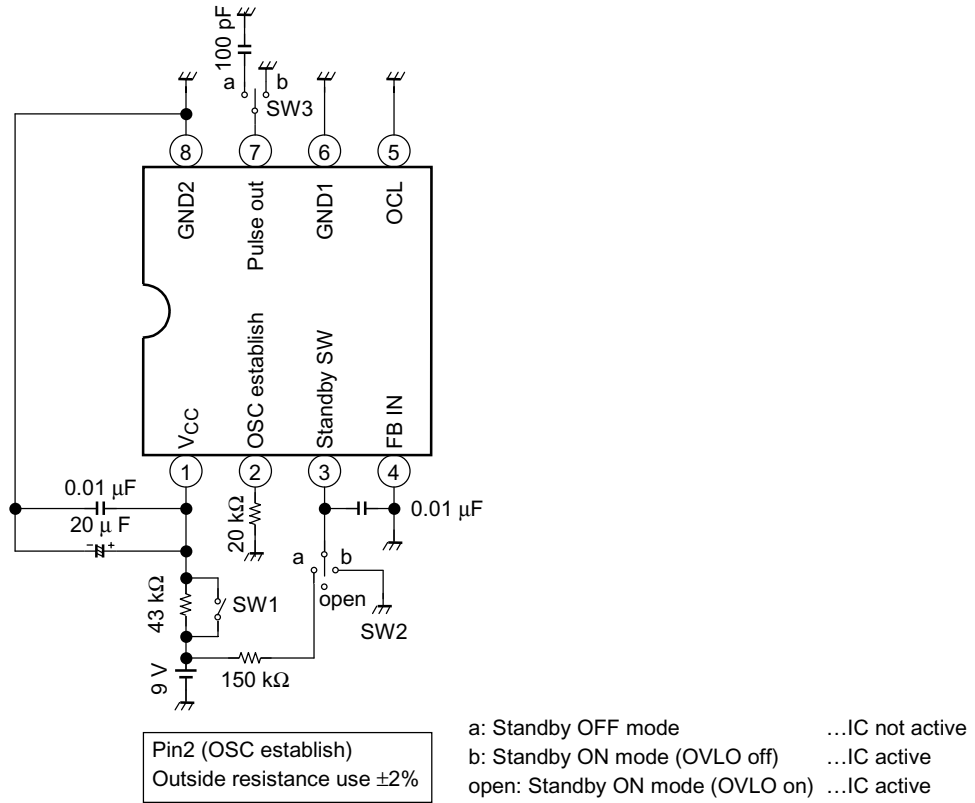 100 pF
a
b
SW3
8
7
6
5
GND2
Pulse out
GND1
OCL
VCC
OSC establish
Standby SW
FB IN
1
2
3
4
0.01 μF
20 μ F
− +
20 kΩ
0.01 μF
a
b
open
SW2
43 kΩ
SW1
9 V
150 kΩ
Pin2 (OSC establish)
Outside resistance use ±2%
a: Standby OFF mode ...IC not active
b: Standby ON mode (OVLO off) ...IC active
open: Standby ON mode (OVLO on) ...IC active